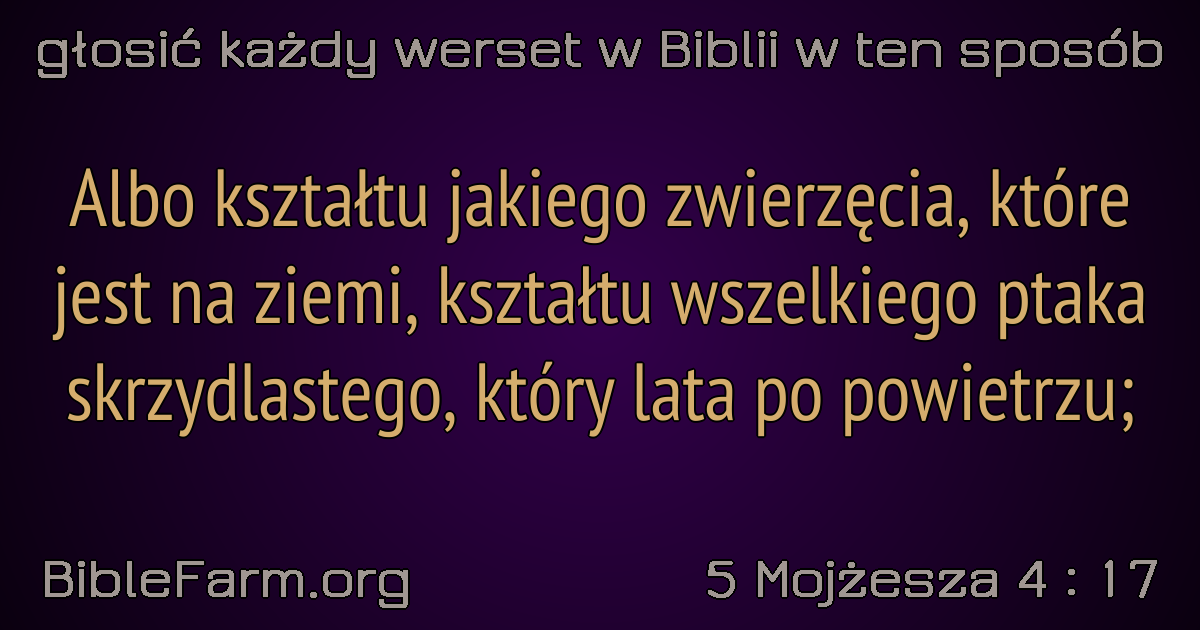 głosić każdy werset w Biblii w ten sposób
Albo kształtu jakiego zwierzęcia, które
jest na ziemi, kształtu wszelkiego ptaka
skrzydlastego, który lata po powietrzu;
BibleFarm.org
5 Mojżesza 4 : 17